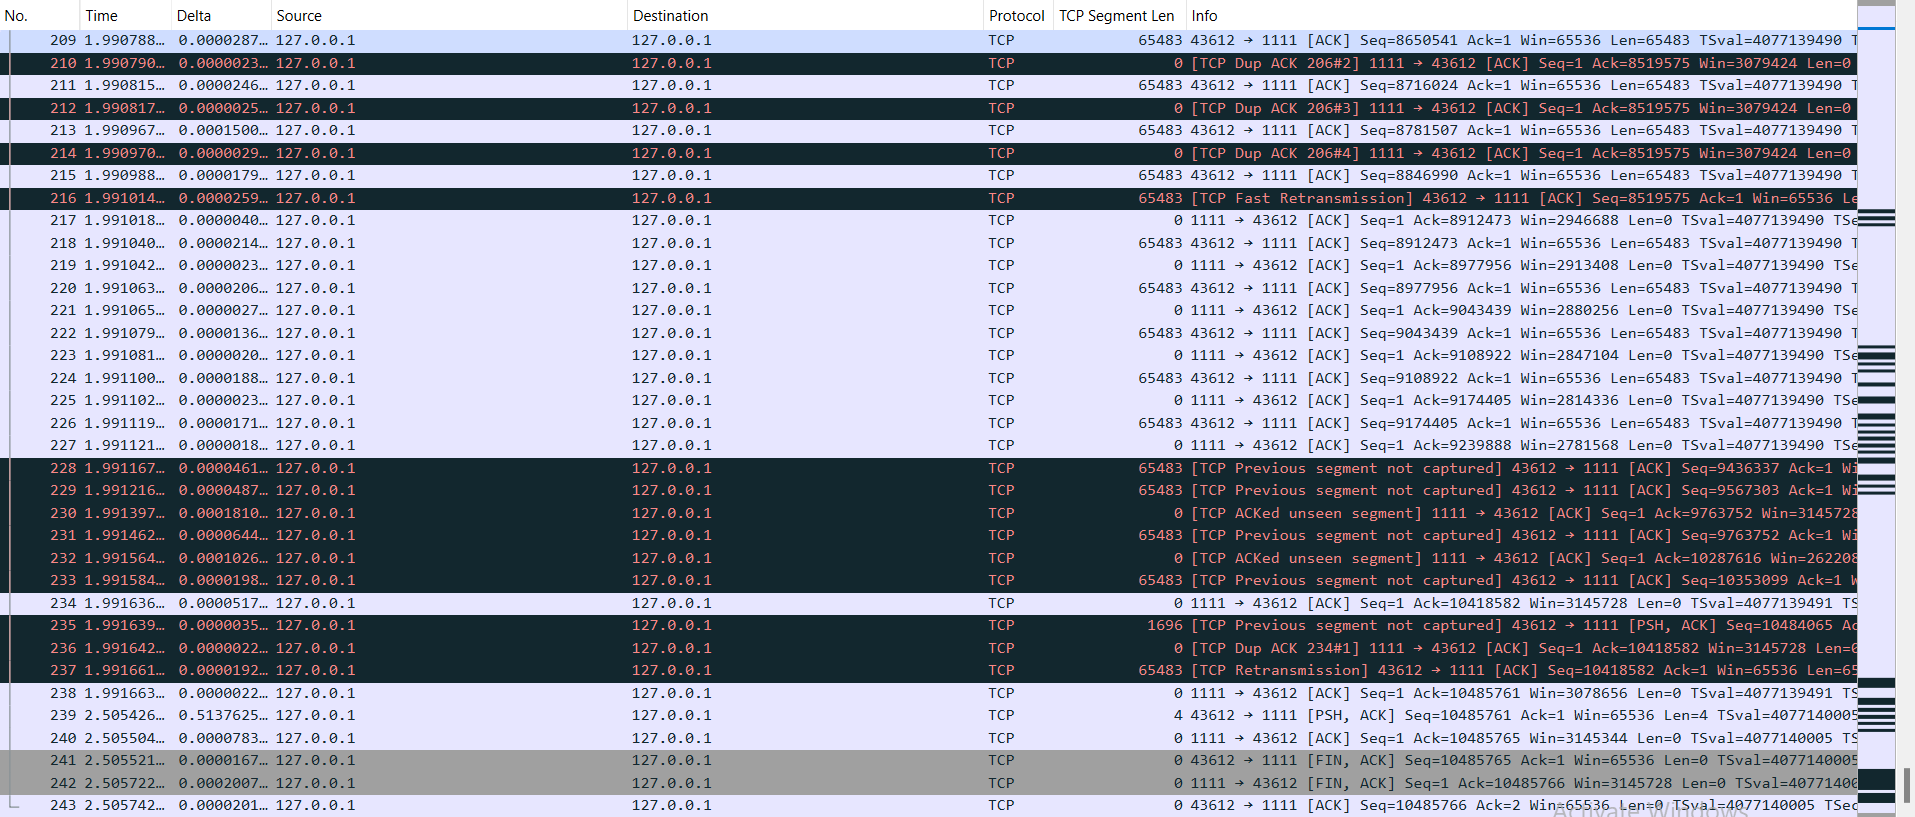 No. Time Delta Source Destination Protocol TCP Segment Len Info
209 1.990788… 0.0000287… 127.0.0.1 127.0.0.1 TCP 65483 43612 → 1111 [ACK] Seq=8650541 Ack=1 Win=65536 Len=65483 TSval=4077139490 T
210 1.990790… 0.0000023… 127.0.0.1 127.0.0.1 TCP 0 [TCP Dup ACK 206#2] 1111 → 43612 [ACK] Seq=1 Ack=8519575 Win=3079424 Len=0
211 1.990815… 0.0000246… 127.0.0.1 127.0.0.1 TCP 65483 43612 → 1111 [ACK] Seq=8716024 Ack=1 Win=65536 Len=65483 TSval=4077139490 T
212 1.990817… 0.0000025… 127.0.0.1 127.0.0.1 TCP 0 [TCP Dup ACK 206#3] 1111 → 43612 [ACK] Seq=1 Ack=8519575 Win=3079424 Len=0
213 1.990967… 0.0001500… 127.0.0.1 127.0.0.1 TCP 65483 43612 → 1111 [ACK] Seq=8781507 Ack=1 Win=65536 Len=65483 TSval=4077139490 T
214 1.990970… 0.0000029… 127.0.0.1 127.0.0.1 TCP 0 [TCP Dup ACK 206#4] 1111 → 43612 [ACK] Seq=1 Ack=8519575 Win=3079424 Len=0
215 1.990988… 0.0000179… 127.0.0.1 127.0.0.1 TCP 65483 43612 → 1111 [ACK] Seq=8846990 Ack=1 Win=65536 Len=65483 TSval=4077139490 T
216 1.991014… 0.0000259… 127.0.0.1 127.0.0.1 TCP 65483 [TCP Fast Retransmission] 43612 → 1111 [ACK] Seq=8519575 Ack=1 Win=65536 Le
217 1.991018… 0.0000040… 127.0.0.1 127.0.0.1 TCP 0 1111 → 43612 [ACK] Seq=1 Ack=8912473 Win=2946688 Len=0 TSval=4077139490 TSe
218 1.991040… 0.0000214… 127.0.0.1 127.0.0.1 TCP 65483 43612 → 1111 [ACK] Seq=8912473 Ack=1 Win=65536 Len=65483 TSval=4077139490 T
219 1.991042… 0.0000023… 127.0.0.1 127.0.0.1 TCP 0 1111 → 43612 [ACK] Seq=1 Ack=8977956 Win=2913408 Len=0 TSval=4077139490 TSe
220 1.991063… 0.0000206… 127.0.0.1 127.0.0.1 TCP 65483 43612 → 1111 [ACK] Seq=8977956 Ack=1 Win=65536 Len=65483 TSval=4077139490 T
221 1.991065… 0.0000027… 127.0.0.1 127.0.0.1 TCP 0 1111 → 43612 [ACK] Seq=1 Ack=9043439 Win=2880256 Len=0 TSval=4077139490 TSe
222 1.991079… 0.0000136… 127.0.0.1 127.0.0.1 TCP 65483 43612 → 1111 [ACK] Seq=9043439 Ack=1 Win=65536 Len=65483 TSval=4077139490 T
223 1.991081… 0.0000020… 127.0.0.1 127.0.0.1 TCP 0 1111 → 43612 [ACK] Seq=1 Ack=9108922 Win=2847104 Len=0 TSval=4077139490 TSe
224 1.991100… 0.0000188… 127.0.0.1 127.0.0.1 TCP 65483 43612 → 1111 [ACK] Seq=9108922 Ack=1 Win=65536 Len=65483 TSval=4077139490 T
225 1.991102… 0.0000023… 127.0.0.1 127.0.0.1 TCP 0 1111 → 43612 [ACK] Seq=1 Ack=9174405 Win=2814336 Len=0 TSval=4077139490 TSe
226 1.991119… 0.0000171… 127.0.0.1 127.0.0.1 TCP 65483 43612 → 1111 [ACK] Seq=9174405 Ack=1 Win=65536 Len=65483 TSval=4077139490 T
227 1.991121… 0.0000018… 127.0.0.1 127.0.0.1 TCP 0 1111 → 43612 [ACK] Seq=1 Ack=9239888 Win=2781568 Len=0 TSval=4077139490 TSe
228 1.991167… 0.0000461… 127.0.0.1 127.0.0.1 TCP 65483 [TCP Previous segment not captured] 43612 → 1111 [ACK] Seq=9436337 Ack=1 Wi
229 1.991216… 0.0000487… 127.0.0.1 127.0.0.1 TCP 65483 [TCP Previous segment not captured] 43612 → 1111 [ACK] Seq=9567303 Ack=1 Wi
230 1.991397… 0.0001810… 127.0.0.1 127.0.0.1 TCP 0 [TCP ACKed unseen segment] 1111 → 43612 [ACK] Seq=1 Ack=9763752 Win=3145728
231 1.991462… 0.0000644… 127.0.0.1 127.0.0.1 TCP 65483 [TCP Previous segment not captured] 43612 → 1111 [ACK] Seq=9763752 Ack=1 Wi
232 1.991564… 0.0001026… 127.0.0.1 127.0.0.1 TCP 0 [TCP ACKed unseen segment] 1111 → 43612 [ACK] Seq=1 Ack=10287616 Win=262208
233 1.991584… 0.0000198… 127.0.0.1 127.0.0.1 TCP 65483 [TCP Previous segment not captured] 43612 → 1111 [ACK] Seq=10353099 Ack=1 W
234 1.991636… 0.0000517… 127.0.0.1 127.0.0.1 TCP 0 1111 → 43612 [ACK] Seq=1 Ack=10418582 Win=3145728 Len=0 TSval=4077139491 TS
235 1.991639… 0.0000035… 127.0.0.1 127.0.0.1 TCP 1696 [TCP Previous segment not captured] 43612 → 1111 [PSH, ACK] Seq=10484065 Ac
236 1.991642… 0.0000022… 127.0.0.1 127.0.0.1 TCP 0 [TCP Dup ACK 234#1] 1111 → 43612 [ACK] Seq=1 Ack=10418582 Win=3145728 Len=0
237 1.991661… 0.0000192… 127.0.0.1 127.0.0.1 TCP 65483 [TCP Retransmission] 43612 → 1111 [ACK] Seq=10418582 Ack=1 Win=65536 Len=65
238 1.991663… 0.0000022… 127.0.0.1 127.0.0.1 TCP 0 1111 → 43612 [ACK] Seq=1 Ack=10485761 Win=3078656 Len=0 TSval=4077139491 TS
239 2.505426… 0.5137625… 127.0.0.1 127.0.0.1 TCP 4 43612 → 1111 [PSH, ACK] Seq=10485761 Ack=1 Win=65536 Len=4 TSval=4077140005
240 2.505504… 0.0000783… 127.0.0.1 127.0.0.1 TCP 0 1111 → 43612 [ACK] Seq=1 Ack=10485765 Win=3145344 Len=0 TSval=4077140005 TS
241 2.505521… 0.0000167… 127.0.0.1 127.0.0.1 TCP 0 43612 → 1111 [FIN, ACK] Seq=10485765 Ack=1 Win=65536 Len=0 TSval=4077140005
242 2.505722… 0.0002007… 127.0.0.1 127.0.0.1 TCP 0 1111 → 43612 [FIN, ACK] Seq=1 Ack=10485766 Win=3145728 Len=0 TSval=40771400
243 2.505742… 0.0000201… 127.0.0.1 127.0.0.1 TCP 0 43612 → 1111 [ACK] Seq=10485766 Ack=2 Win=65536 Len=0 TSval=4077140005 TSec
Activate Windows